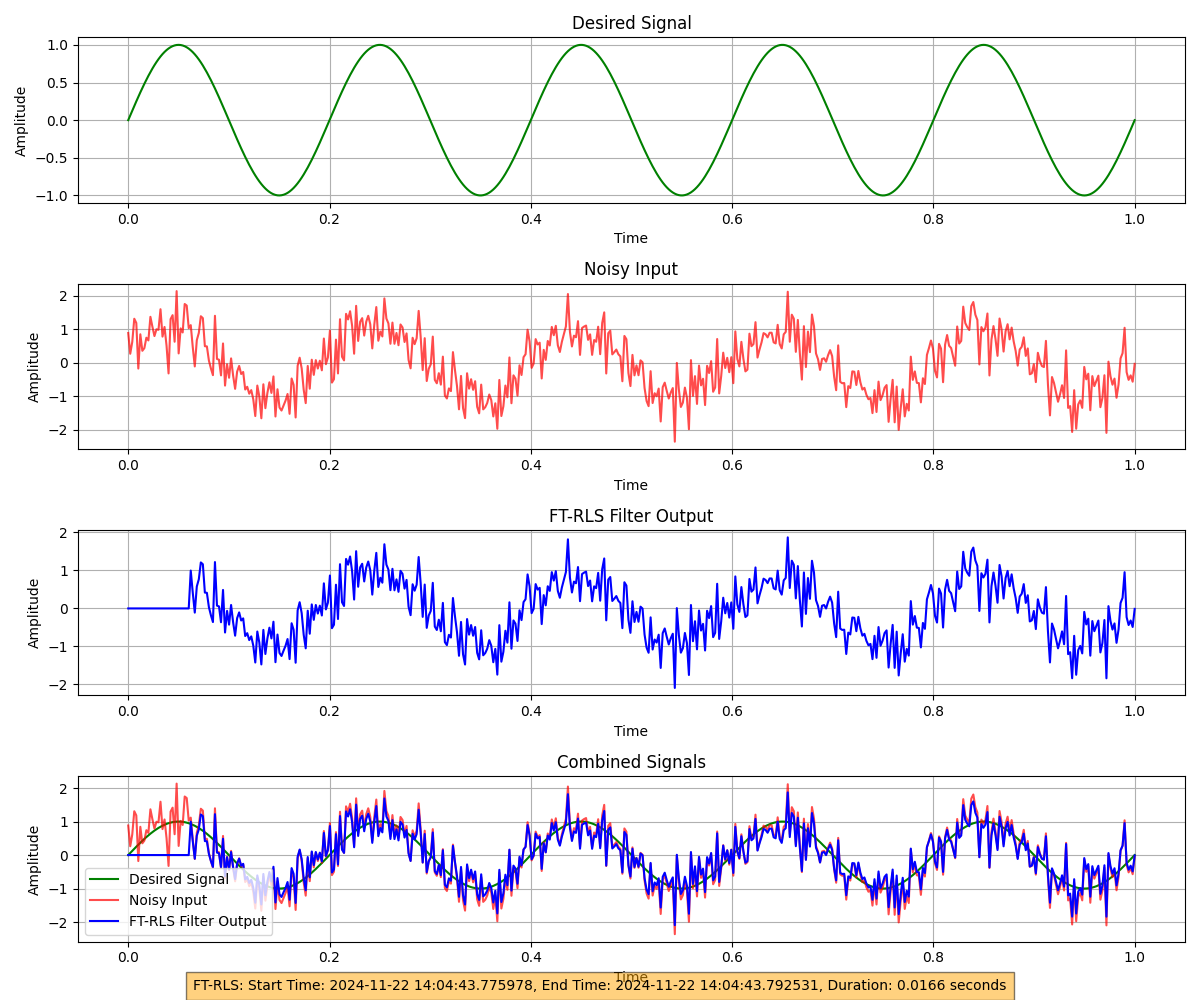 Desired Signal
1.0
0.5
0.0
−0.5
−1.0
Amplitude
0.0 0.2 0.4 0.6 0.8 1.0
Time
Noisy Input
2
1
0
−1
−2
Amplitude
0.0 0.2 0.4 0.6 0.8 1.0
Time
FT-RLS Filter Output
2
1
0
−1
−2
Amplitude
0.0 0.2 0.4 0.6 0.8 1.0
Time
Combined Signals
2
1
0
−1
−2
Amplitude
Desired Signal
Noisy Input
FT-RLS Filter Output
0.0 0.2 0.4 0.6 0.8 1.0
Time
FT-RLS: Start Time: 2024-11-22 14:04:43.775978, End Time: 2024-11-22 14:04:43.792531, Duration: 0.0166 seconds